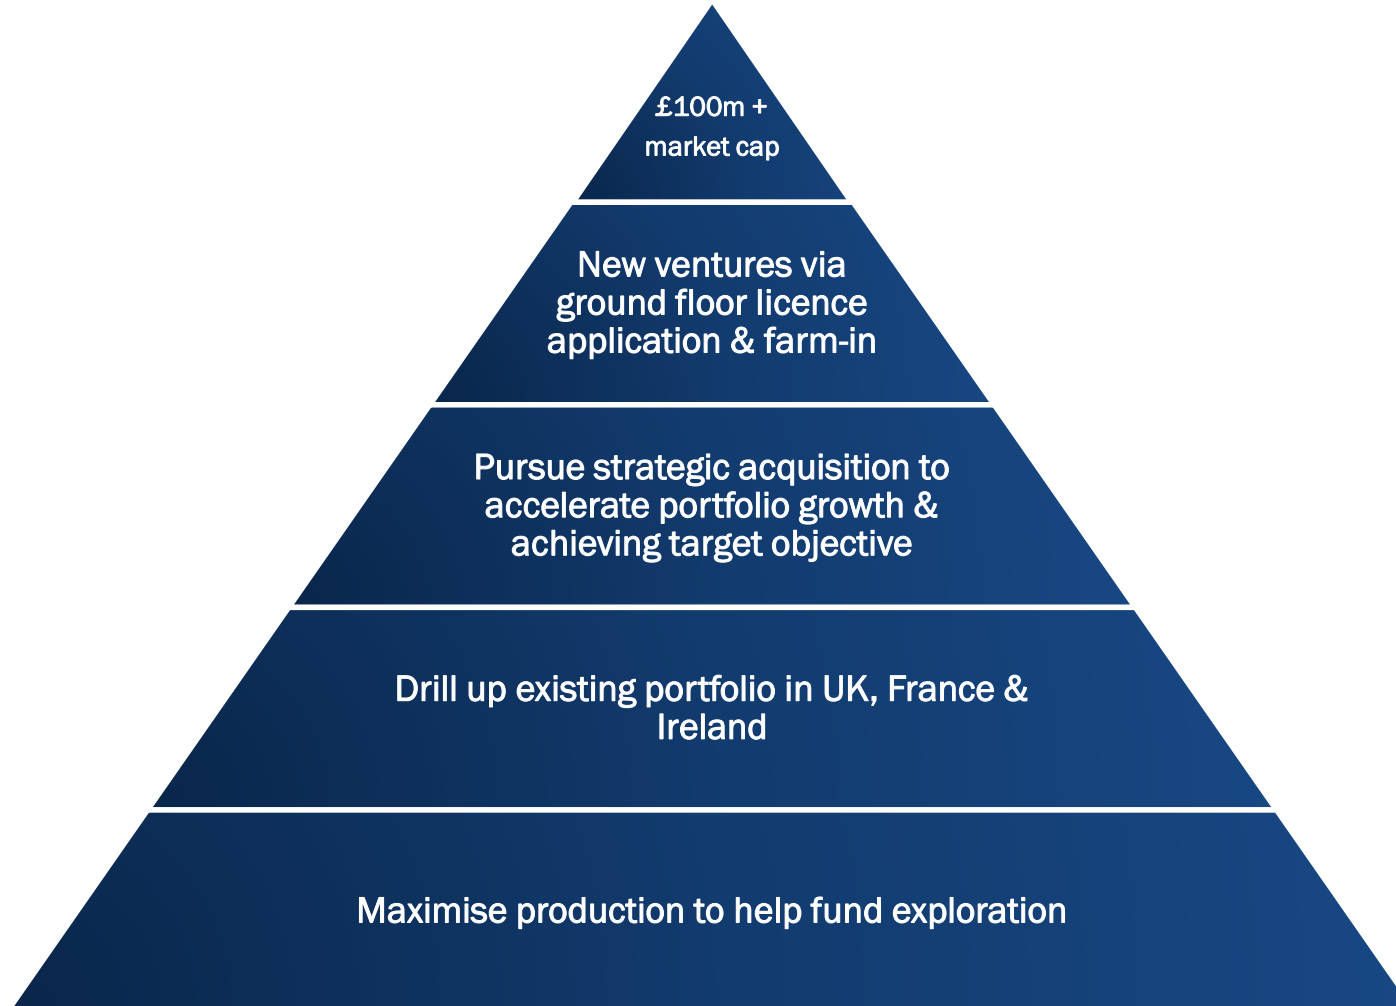 £100m +
market cap
New ventures via
ground floor licence
application & farm-in
Pursue strategic acquisition to
accelerate portfolio growth &
achieving target objective
Drill up existing portfolio in UK, France &
Ireland
Maximise production to help fund exploration